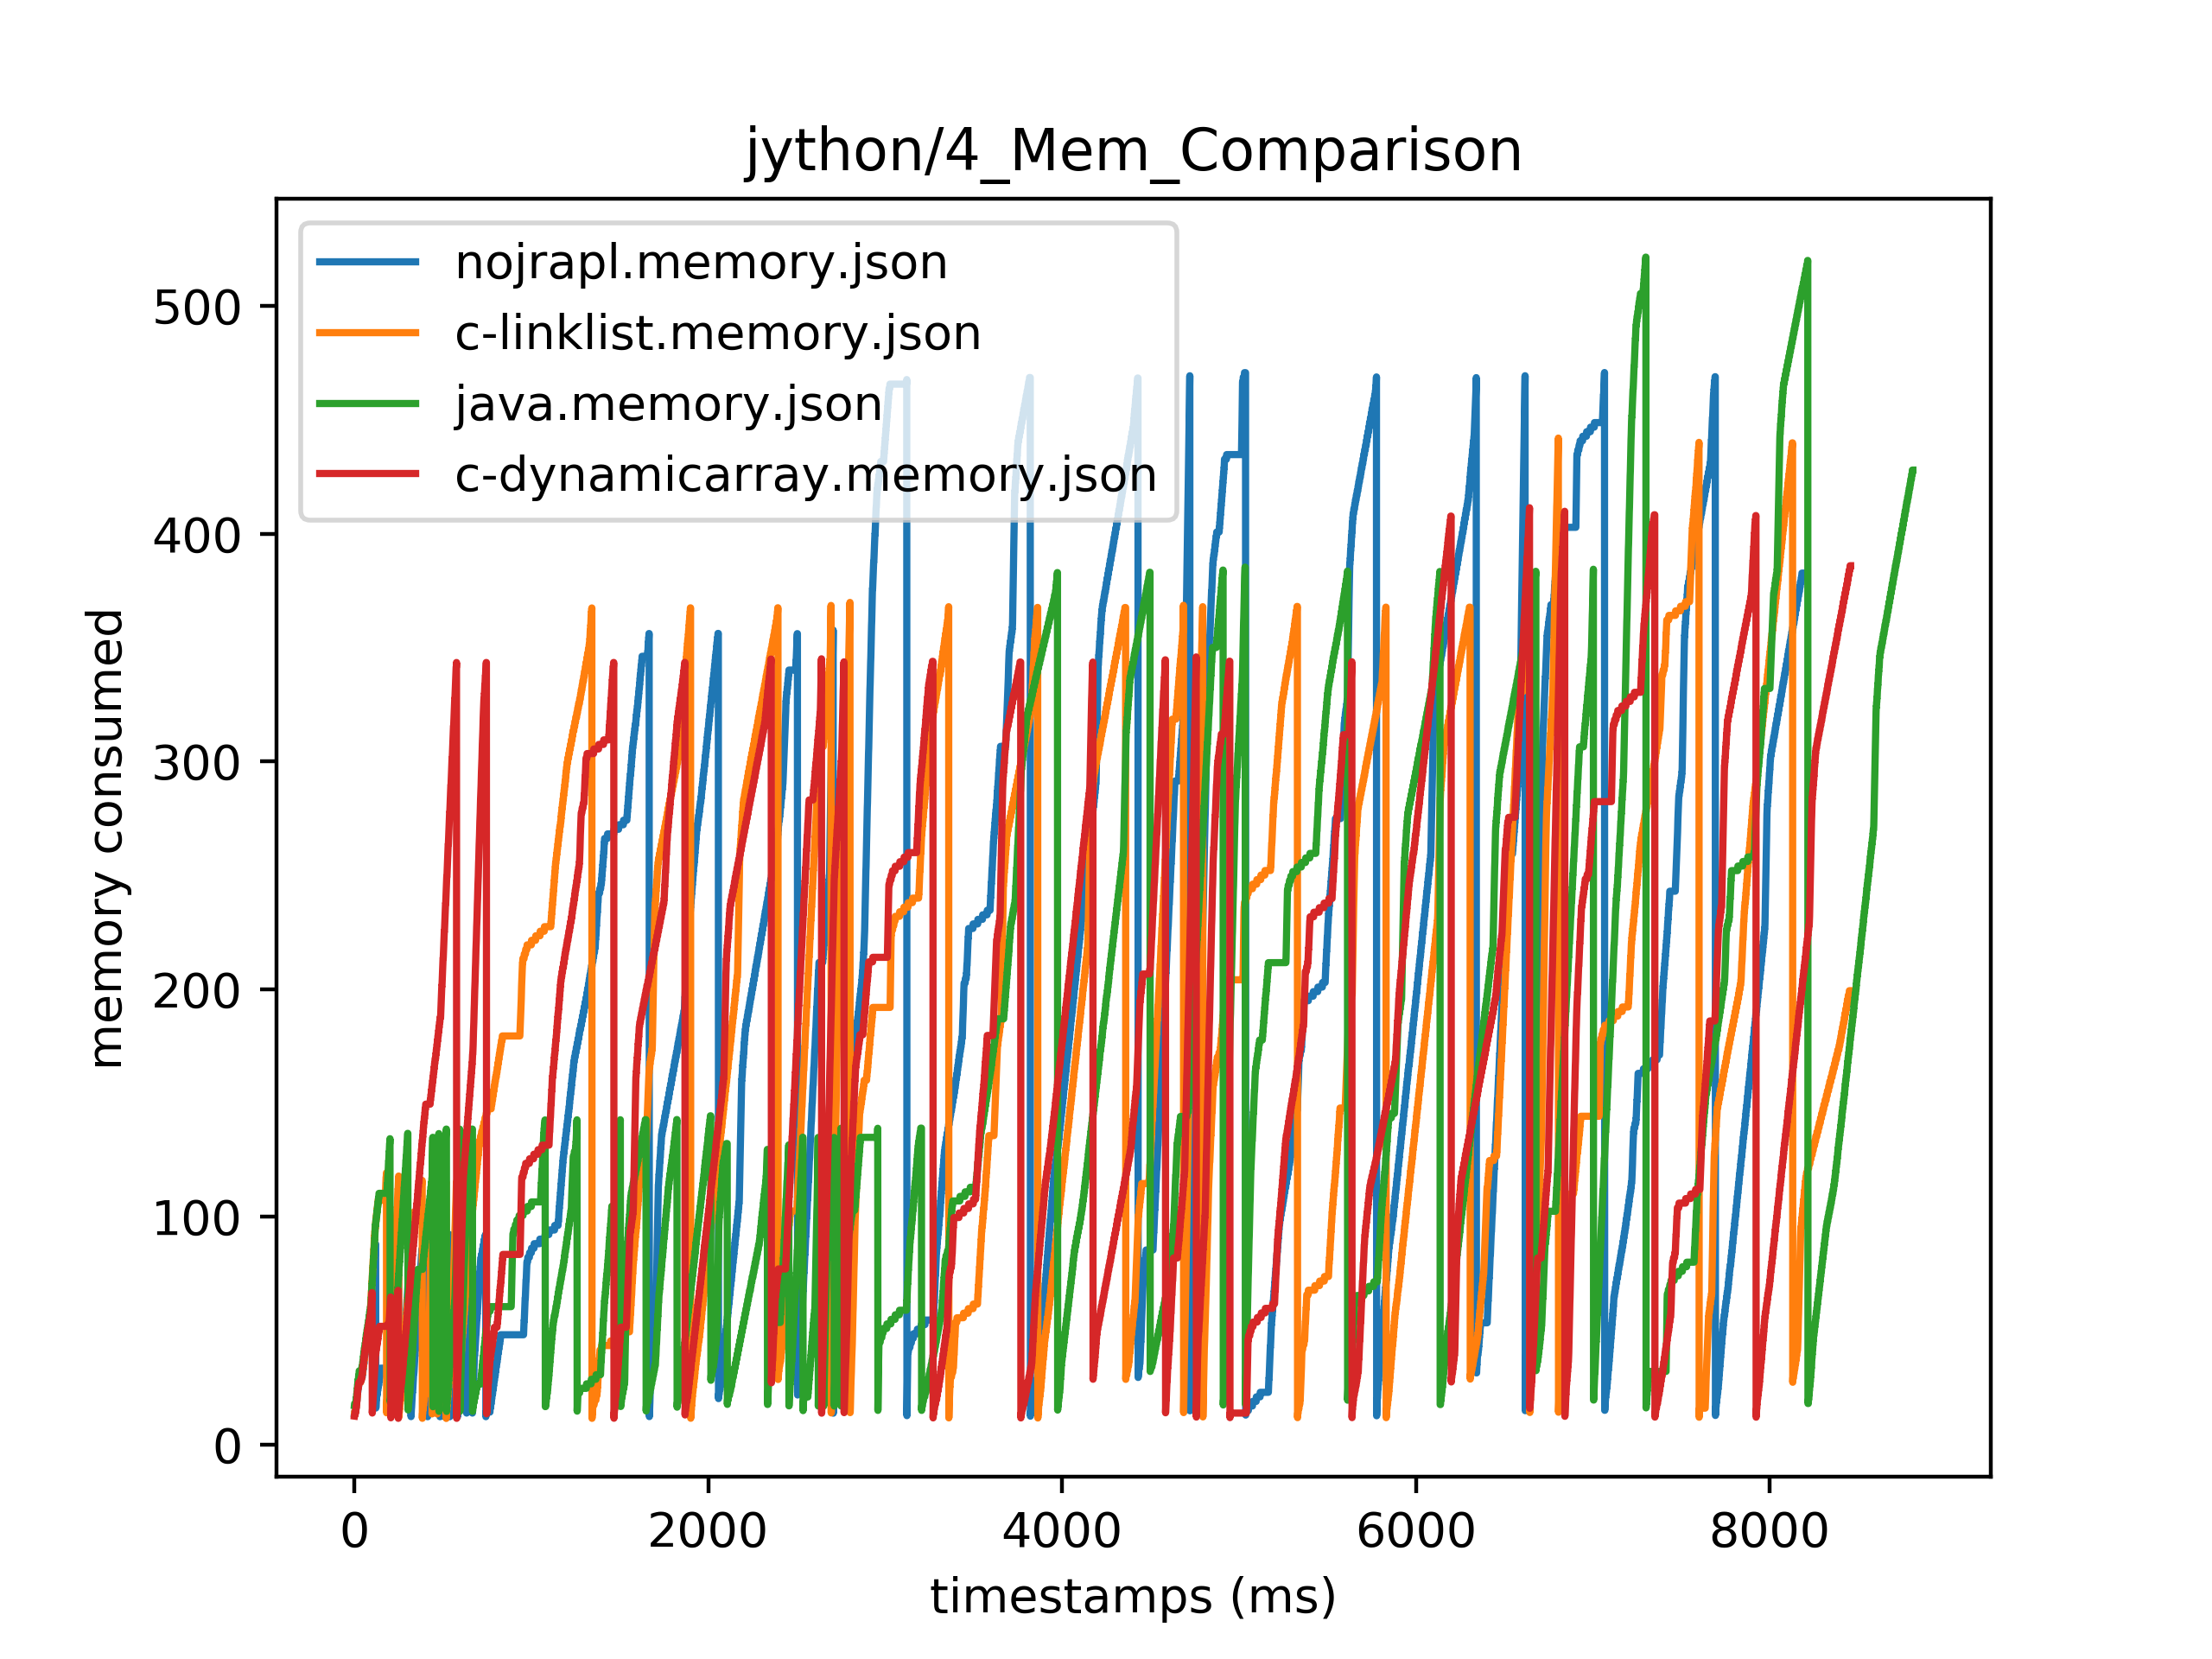 jython/4_Mem_Comparison
nojrapl.memory.json
c-linklist.memory.json
java.memory.json
c-dynamicarray.memory.json
memory consumed
500
400
300
200
100
0
0 2000 4000 6000 8000
timestamps (ms)